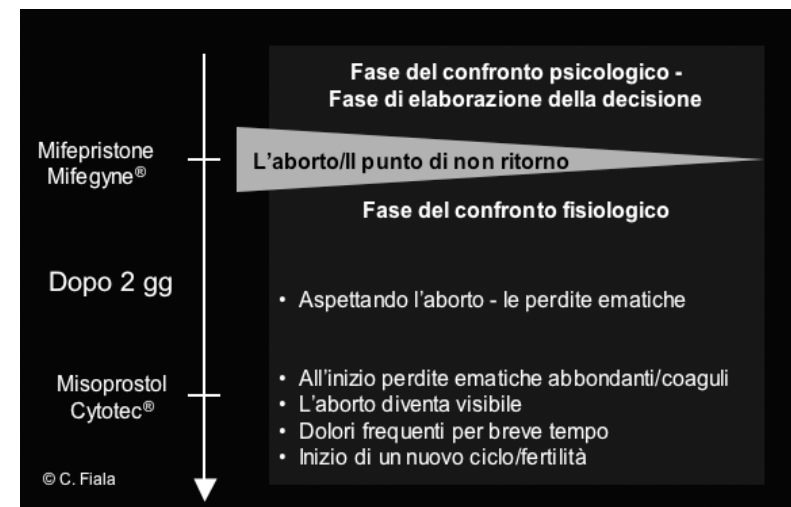 Fase del confronto psicologico -
Fase di elaborazione della decisione
Mifepristone
Mifegyne®
L'aborto/Il punto di non ritorno
Fase del confronto fisiologico
Dopo 2 gg
• Aspettando l'aborto - le perdite ematiche
Misoprostol
Cytotec®
• All'inizio perdite ematiche abbondanti/coaguli
• L'aborto diventa visibile
• Dolori frequenti per breve tempo
• Inizio di un nuovo ciclo/fertilità
© C. Fiala